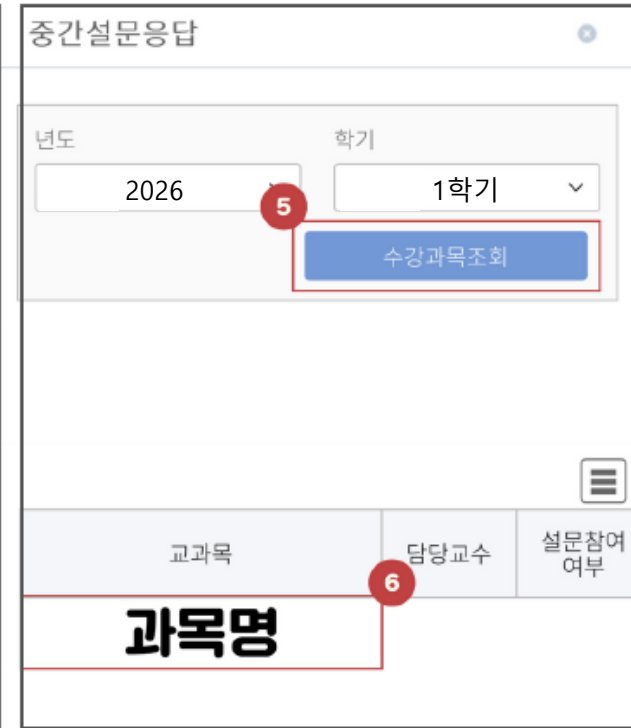 중간설문응답
년도 학기
2026 1학기
5
수강과목조회
교과목 담당교수 설문참여
여부
6
과목명